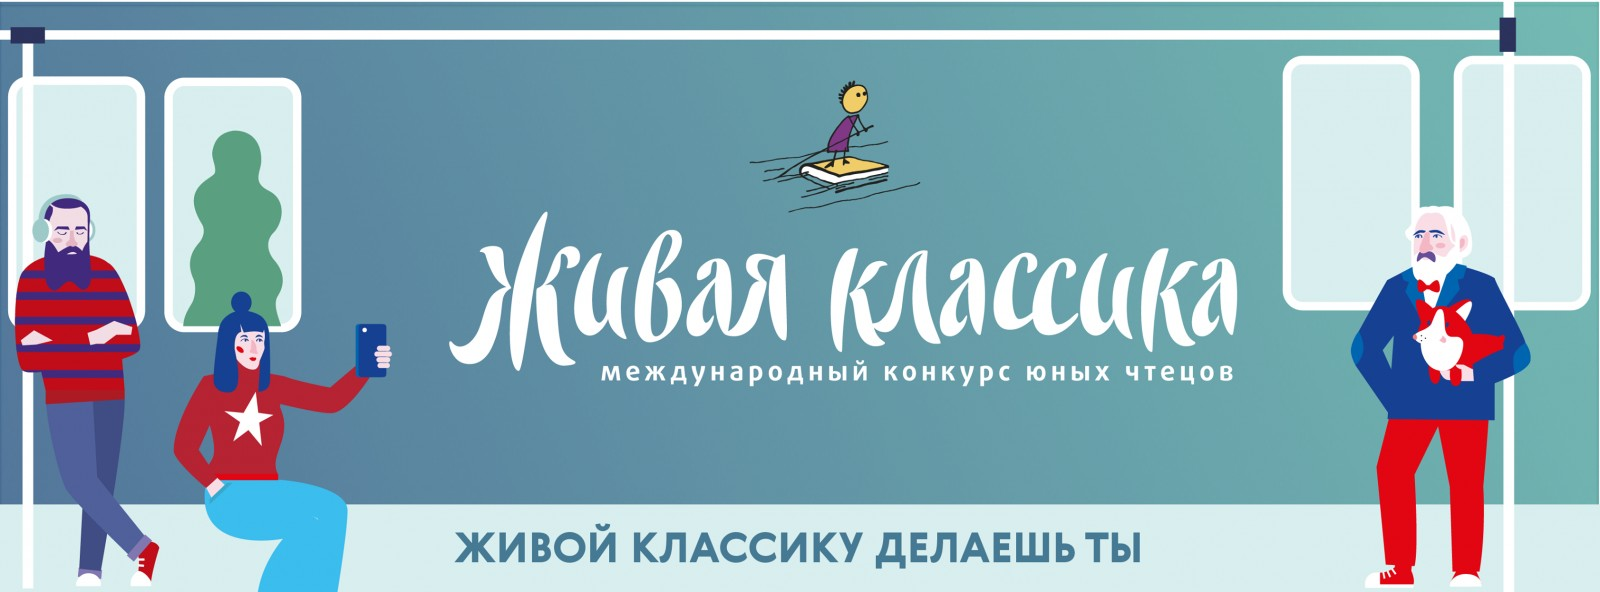 Живая классика
международный конкурс юных чтецов
ЖИВОЙ КЛАССИКУ ДЕЛАЕШЬ ТЫ